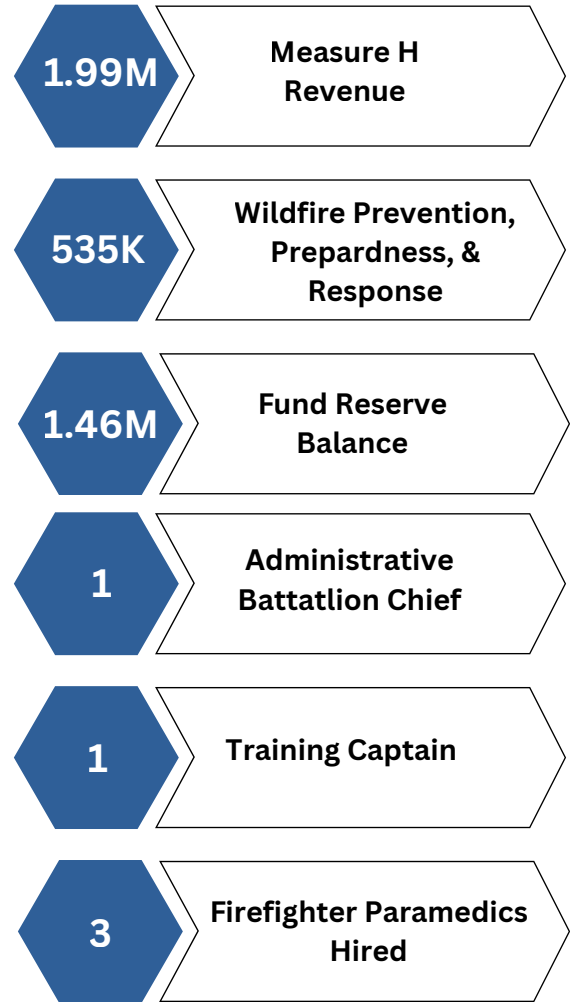 1.99M
Measure H
Revenue
535K
Wildfire Prevention,
Prepardness, &
Response
1.46M
Fund Reserve
Balance
1
Administrative
Battatlion Chief
1
Training Captain
3
Firefighter Paramedics
Hired